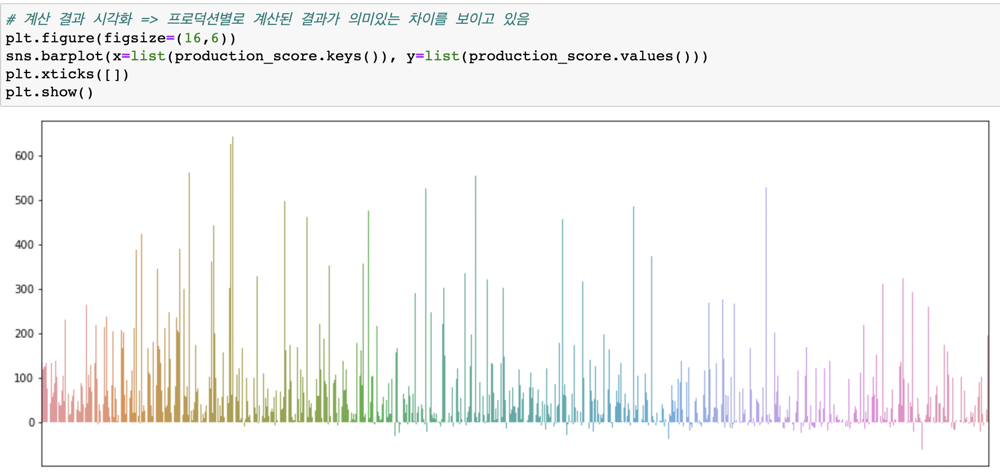 # 계산 결과 시각화 => 프로덕션별로 계산된 결과가 의미있는 차이를 보이고 있음
plt.figure(figsize=(16,6))
sns.barplot(x=list(production_score.keys()), y=list(production_score.values()))
plt.xticks([])
plt.show()
600
500
400
300
200
100
0